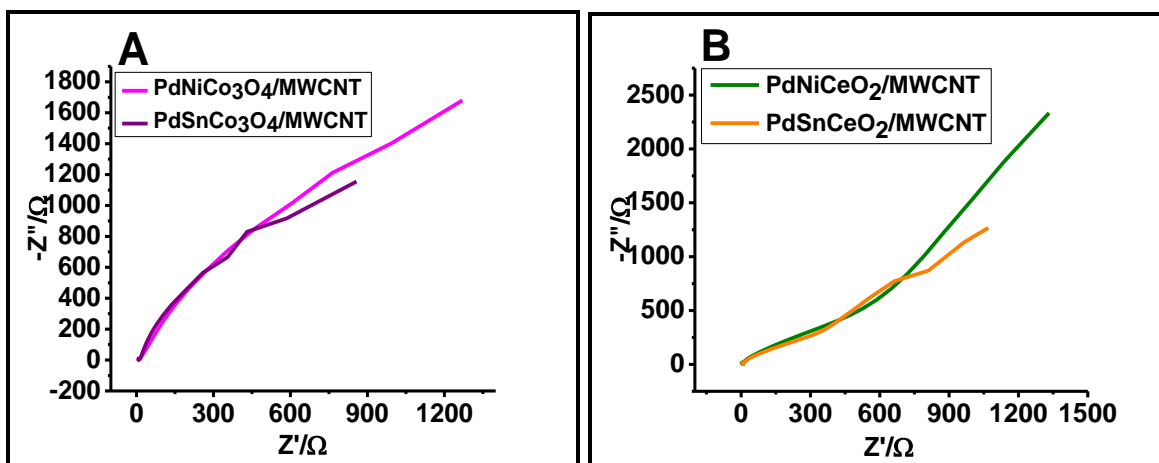 A
PdNiCo3O4/MWCNT
PdSnCo3O4/MWCNT
1800
1600
1400
1200
1000
800
600
400
200
0
-200
-Z"/Ω
0 300 600 900 1200
Z'/Ω
B
PdNiCeO2/MWCNT
PdSnCeO2/MWCNT
2500
2000
1500
1000
500
0
-Z"/Ω
0 300 600 900 1200 1500
Z'/Ω